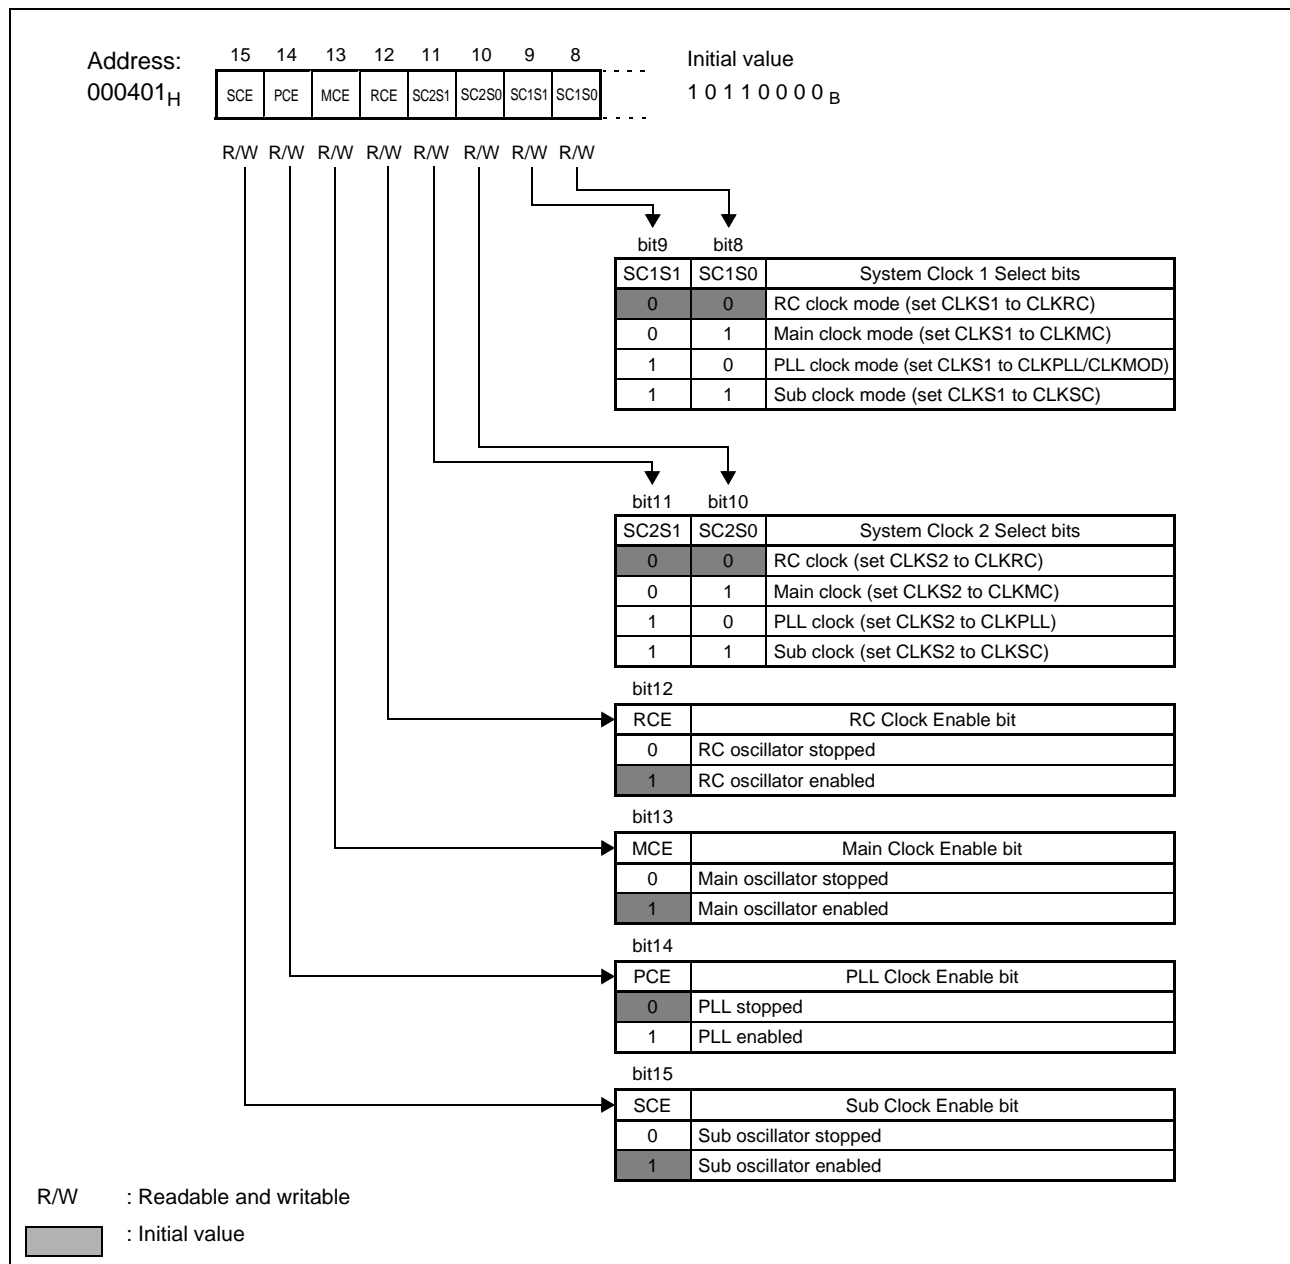 Address:
000401H
15 14 13 12 11 10 9 8
SCE PCE MCE RCE SC2S1 SC2S0 SC1S1 SC1S0
R/W R/W R/W R/W R/W R/W R/W R/W
Initial value
1 0 1 1 0 0 0 0 B
bit9 bit8
SC1S1 SC1S0 System Clock 1 Select bits
0 0 RC clock mode (set CLKS1 to CLKRC)
0 1 Main clock mode (set CLKS1 to CLKMC)
1 0 PLL clock mode (set CLKS1 to CLKPLL/CLKMOD)
1 1 Sub clock mode (set CLKS1 to CLKSC)
bit11 bit10
SC2S1 SC2S0 System Clock 2 Select bits
0 0 RC clock (set CLKS2 to CLKRC)
0 1 Main clock (set CLKS2 to CLKMC)
1 0 PLL clock (set CLKS2 to CLKPLL)
1 1 Sub clock (set CLKS2 to CLKSC)
bit12
RCE RC Clock Enable bit
0 RC oscillator stopped
1 RC oscillator enabled
bit13
MCE Main Clock Enable bit
0 Main oscillator stopped
1 Main oscillator enabled
bit14
PCE PLL Clock Enable bit
0 PLL stopped
1 PLL enabled
bit15
SCE Sub Clock Enable bit
0 Sub oscillator stopped
1 Sub oscillator enabled
R/W : Readable and writable
: Initial value